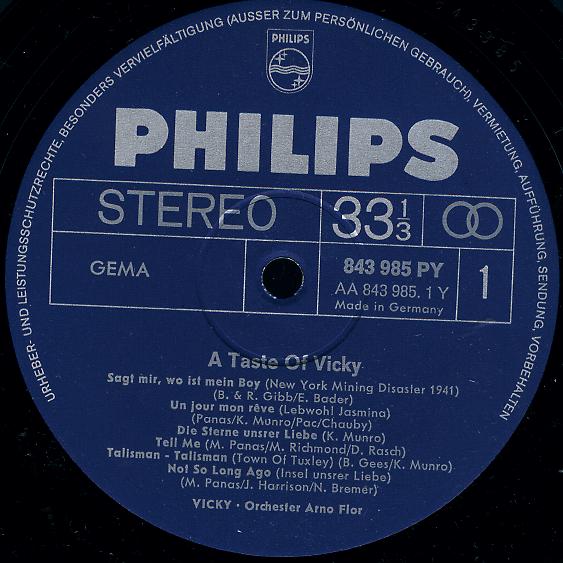 URHEBER- UND LEISTUNGSSCHUTZRECHTE, BESONDERS VERVIELFÄLTIGUNG (AUSSER ZUM PERSÖNLICHEN GEBRAUCH), VERMIETUNG, AUFFÜHRUNG, SENDUNG, VORBEHALTEN
PHILIPS
PHILIPS
STEREO 33⅓
GEMA 843 985 PY 1
AA 843 985. 1 Y
Made in Germany
A Taste Of Vicky
Sagt mir, wo ist mein Boy (New York Mining Disaster 1941)
(B. & R. Gibb/E. Bader)
Un jour mon rêve (Lebwohl Jasmina)
(Panas/K. Munro/Pac/Chauby)
Die Sterne unsrer Liebe (K. Munro)
Tell Me (M. Panas/M. Richmond/D. Rasch)
Talisman - Talisman (Town Of Tuxley) (B. Gees/K. Munro)
Not So Long Ago (Insel unsrer Liebe)
(M. Panas/J. Harrison/N. Bremer)
VICKY · Orchester Arno Flor